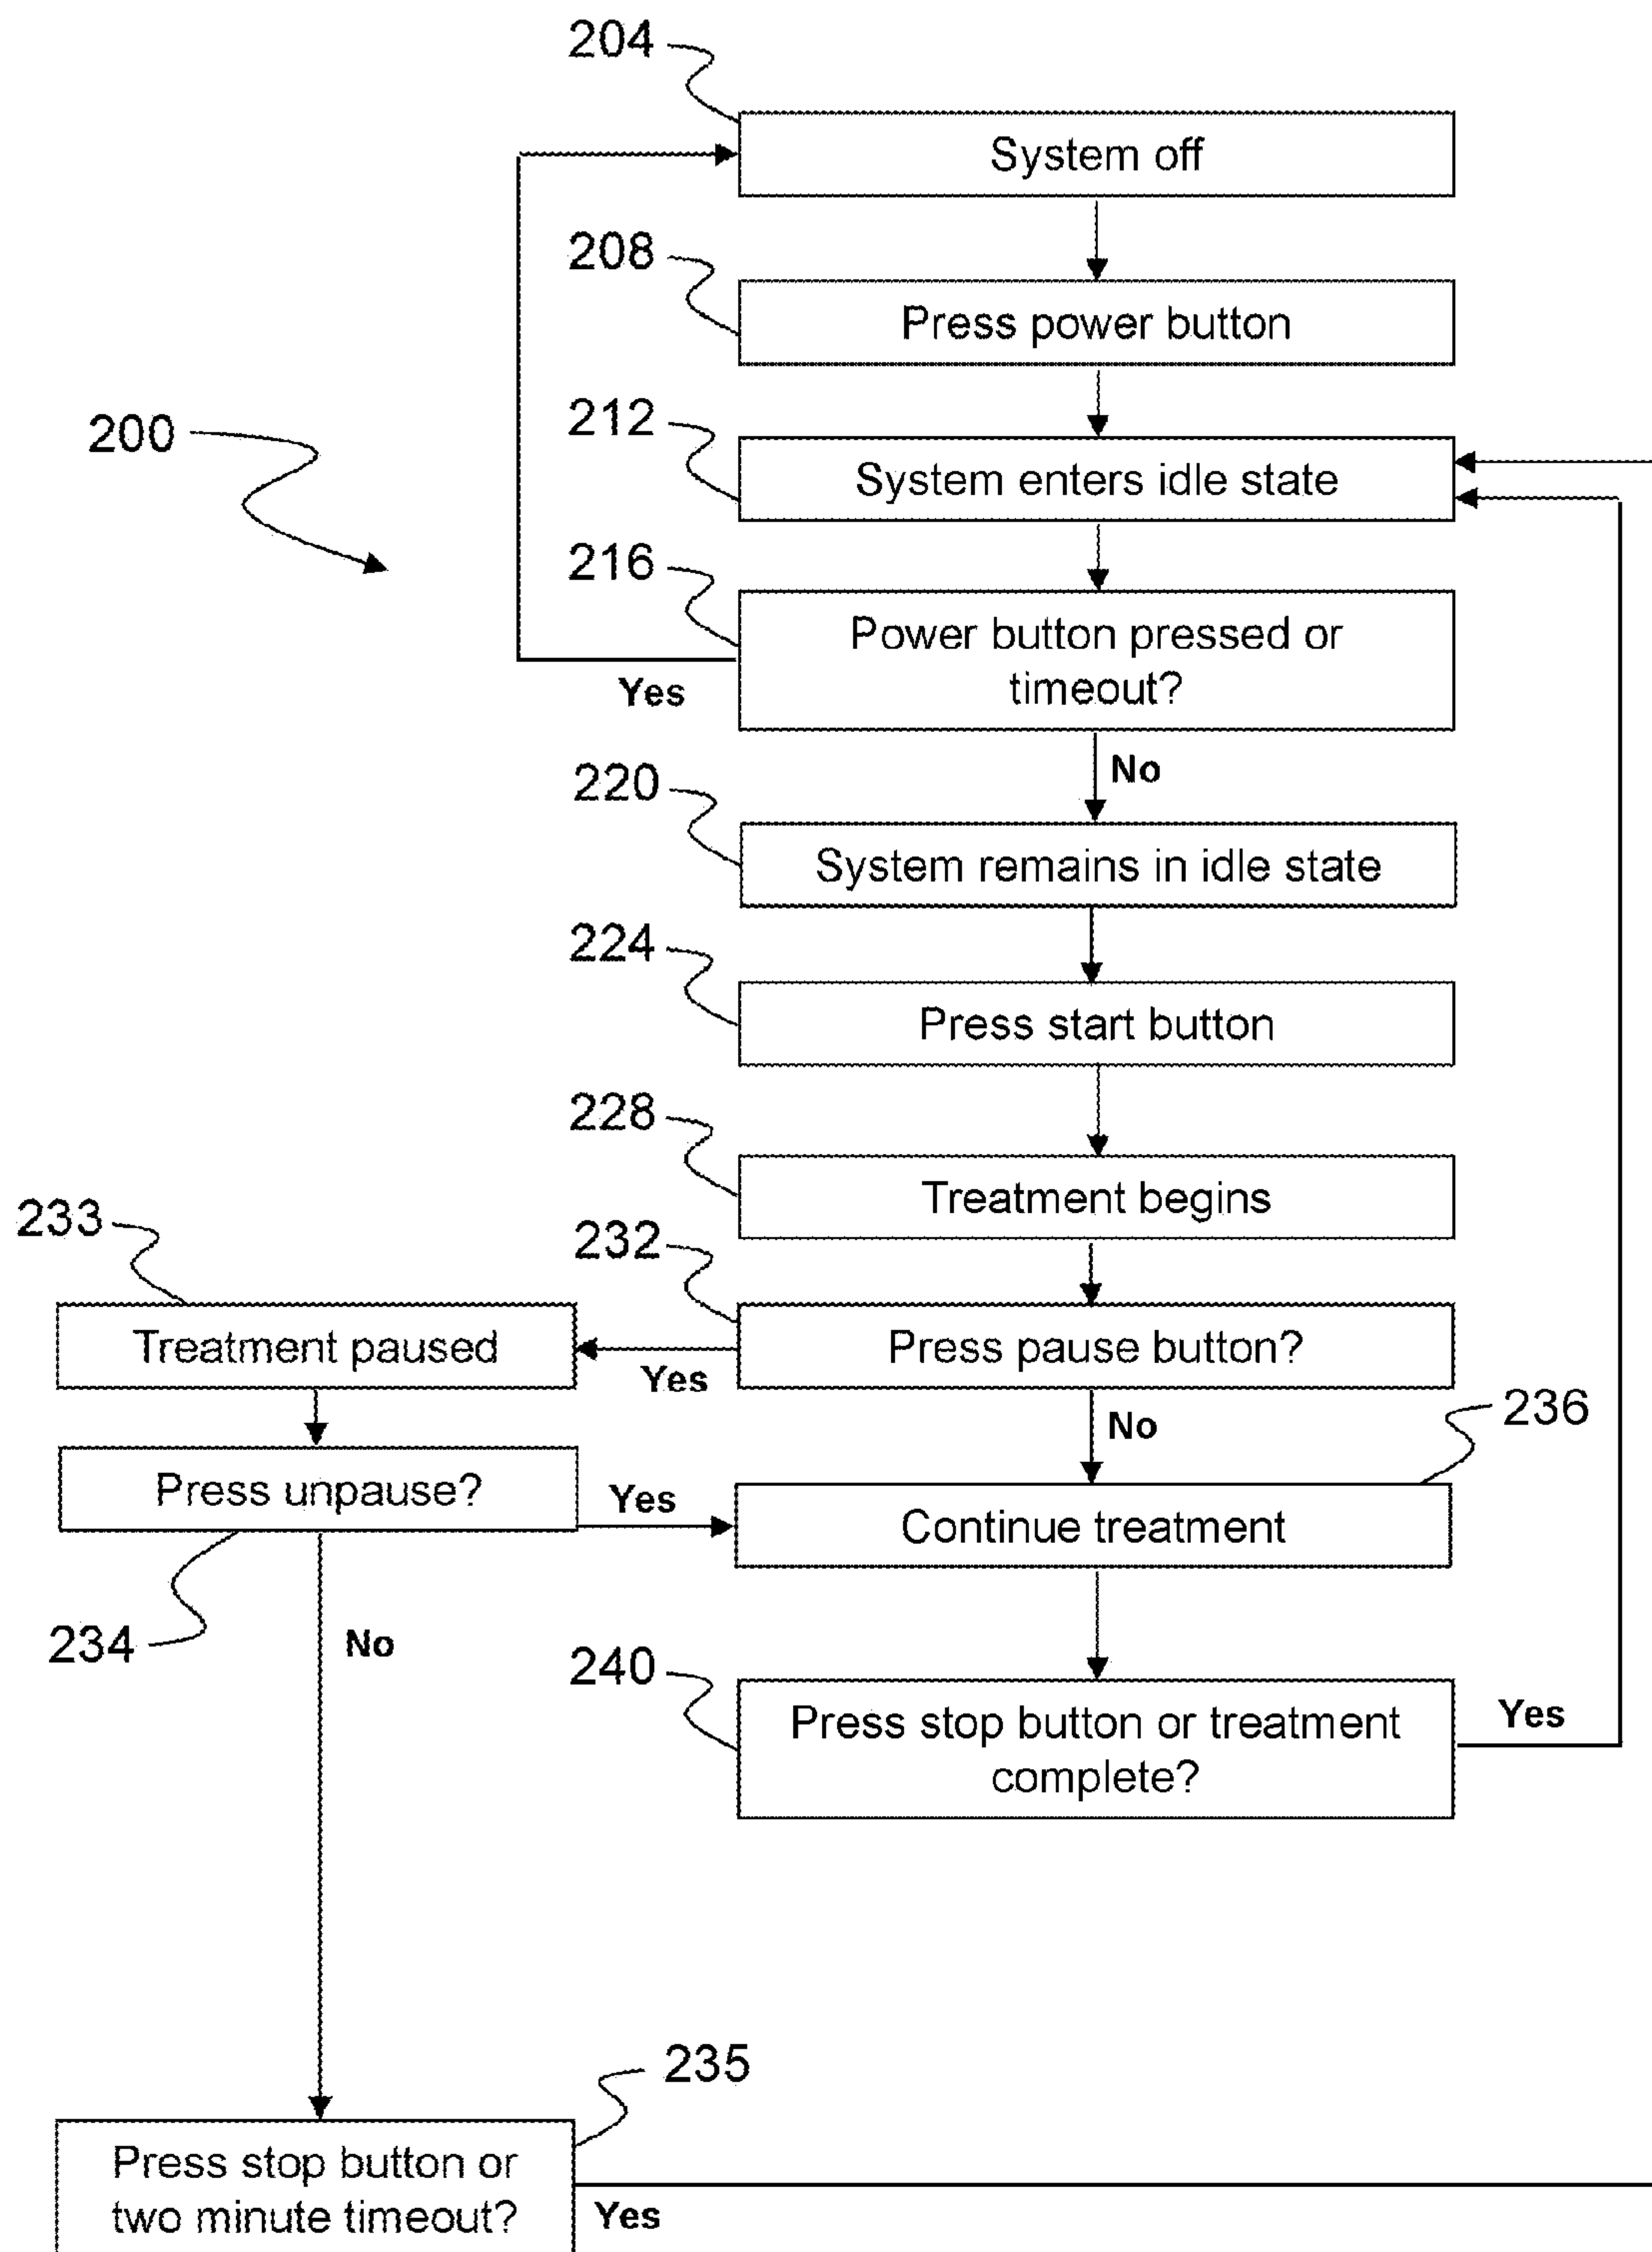 204
System off
208
Press power button
200
212
System enters idle state
216
Power button pressed or
timeout?
Yes
No
220
System remains in idle state
224
Press start button
228
Treatment begins
233
232
Treatment paused
Yes
Press pause button?
No
236
Press unpause?
Yes
Continue treatment
234
No
240
Press stop button or treatment
complete?
Yes
235
Press stop button or
two minute timeout?
Yes